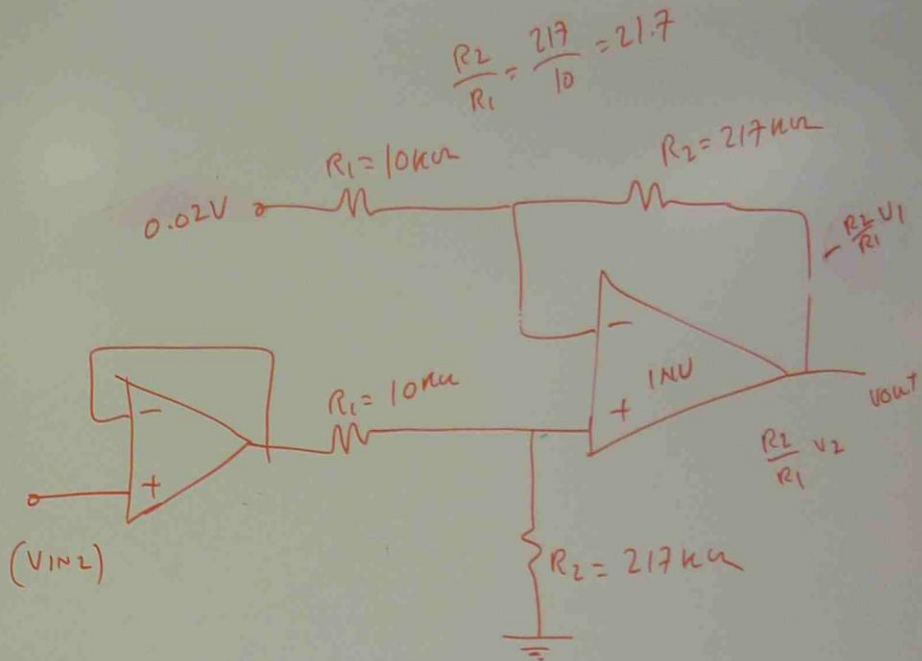 R2/R1 = 217/10 = 21.7
R1 = 10KΩ
R2 = 217KΩ
0.02V
- R2/R1 V1
-
INV
+
Vout
R2/R1 V2
R1 = 10KΩ
-
+
(VIN2)
R2 = 217KΩ